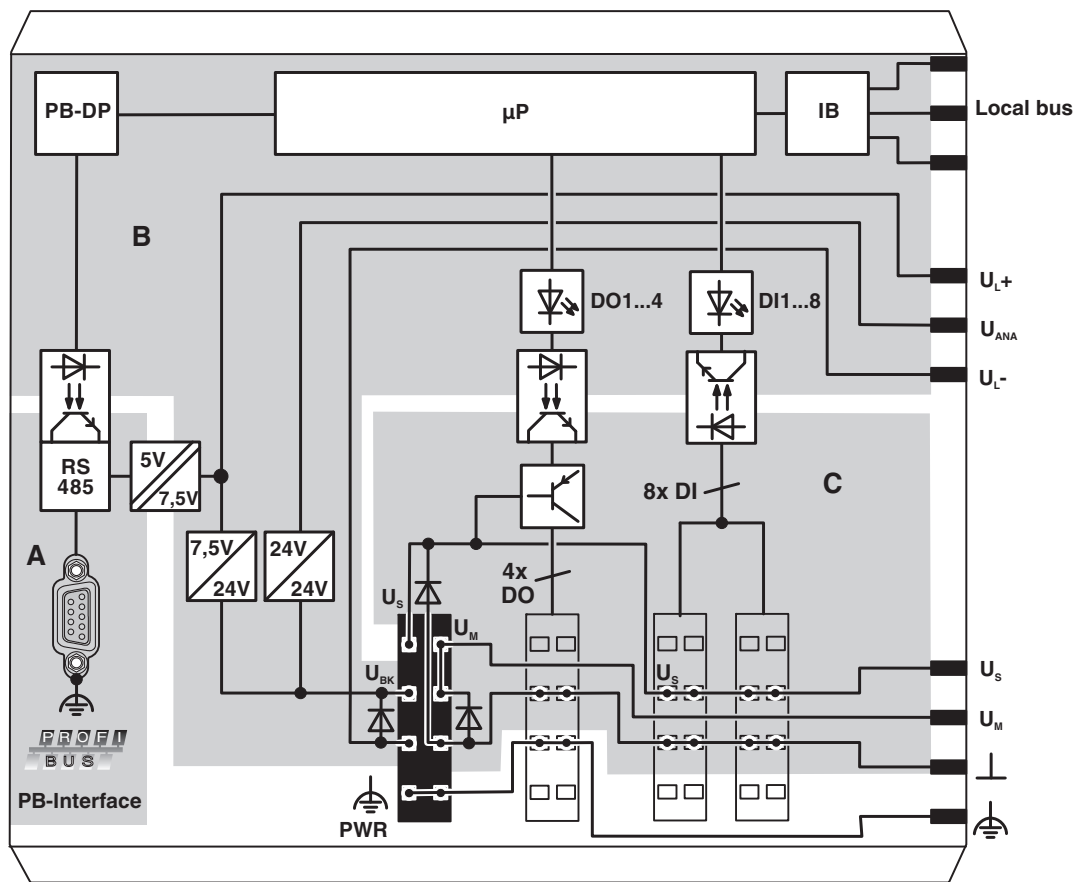 PB-DP
µP
IB
Local bus
B
U_L+
DO1...4
DI1...8
U_ANA
U_L-
RS
485
5V
7,5V
8x DI
C
A
7,5V
24V
24V
24V
4x
DO
U_S
U_M
U_BK
U_S
U_S
U_M
PROFI
BUS
PB-Interface
PWR